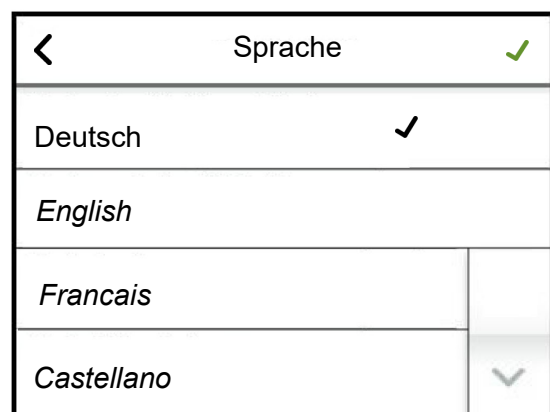 Sprache
Deutsch
English
Francais
Castellano